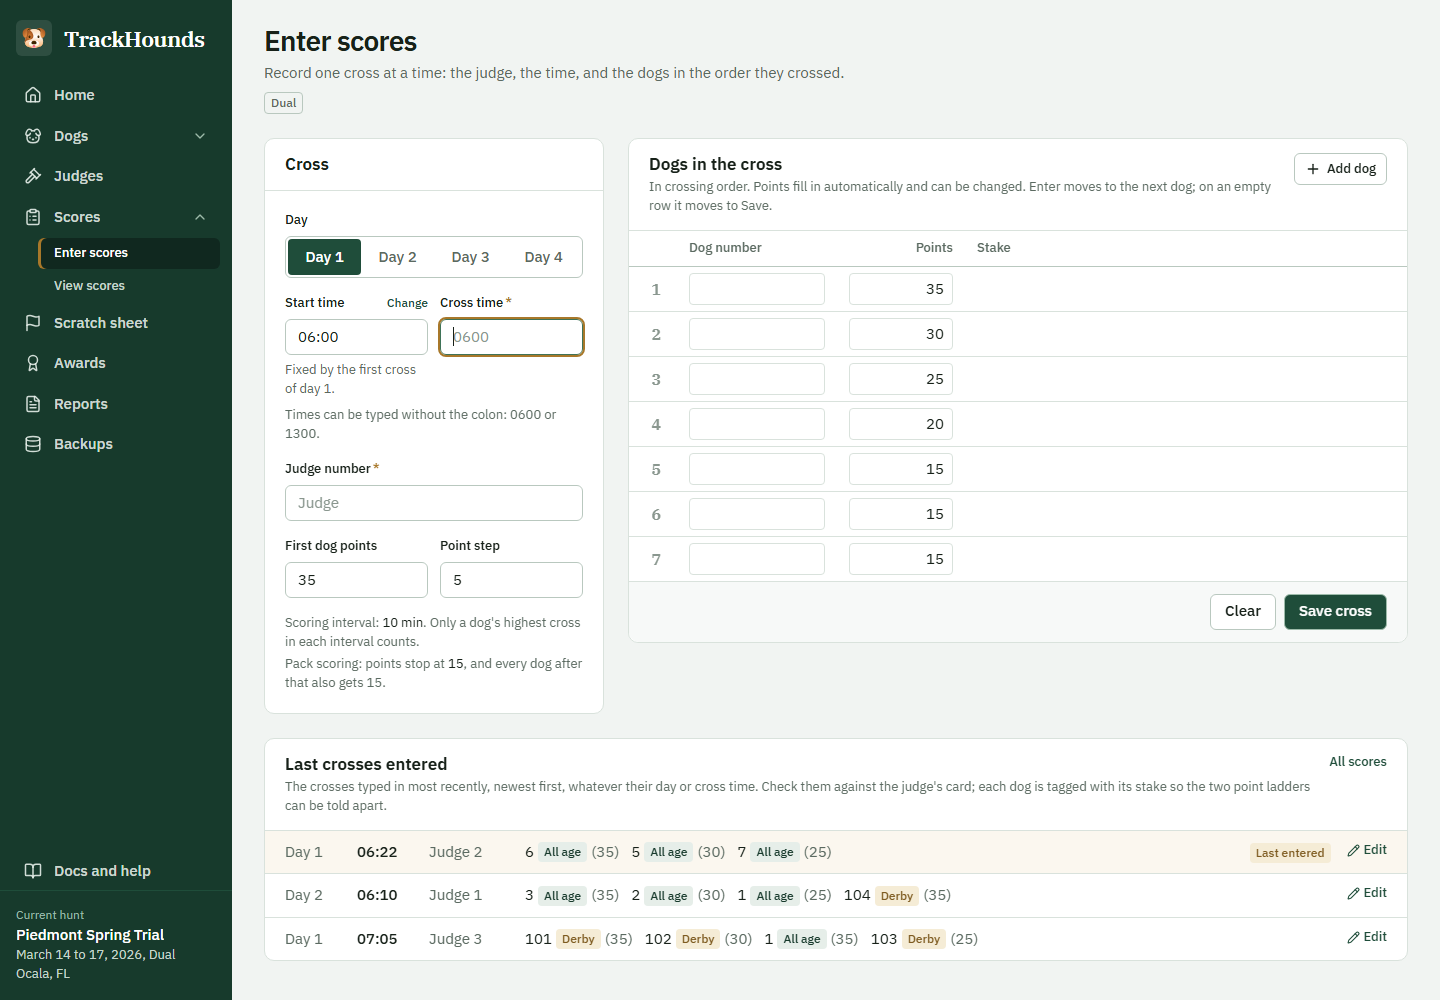 TrackHounds
Home
Dogs
Judges
Scores
Enter scores
View scores
Scratch sheet
Awards
Reports
Backups
Docs and help
Current hunt
Piedmont Spring Trial
March 14 to 17, 2026, Dual
Ocala, FL
Enter scores
Record one cross at a time: the judge, the time, and the dogs in the order they crossed.
Dual
Cross
Day
Day 1 Day 2 Day 3 Day 4
Start time Change Cross time *
06:00 0600
Fixed by the first cross
of day 1.
Times can be typed without the colon: 0600 or
1300.
Judge number *
Judge
First dog points Point step
35 5
Scoring interval: 10 min. Only a dog's highest cross
in each interval counts.
Pack scoring: points stop at 15, and every dog after
that also gets 15.
Dogs in the cross
In crossing order. Points fill in automatically and can be changed. Enter moves to the next dog; on an empty
row it moves to Save.
Add dog
Dog number Points Stake
1 35
2 30
3 25
4 20
5 15
6 15
7 15
Clear Save cross
Last crosses entered
The crosses typed in most recently, newest first, whatever their day or cross time. Check them against the judge's card; each dog is tagged with its stake so the two point ladders
can be told apart.
All scores
Day 1 06:22 Judge 2 6 All age (35) 5 All age (30) 7 All age (25) Last entered Edit
Day 2 06:10 Judge 1 3 All age (35) 2 All age (30) 1 All age (25) 104 Derby (35) Edit
Day 1 07:05 Judge 3 101 Derby (35) 102 Derby (30) 1 All age (35) 103 Derby (25) Edit